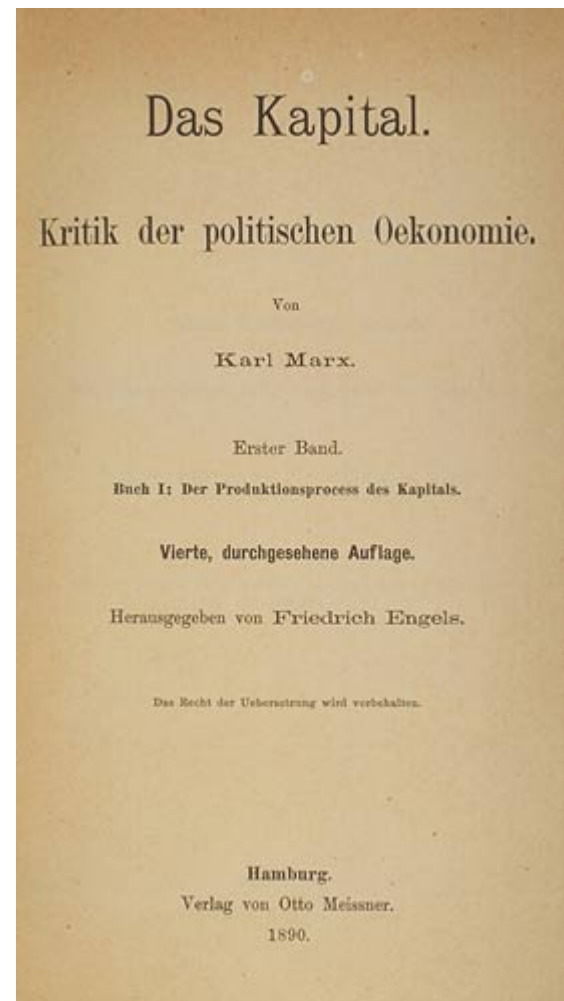 Das Kapital.
Kritik der politischen Oekonomie.
Von
Karl Marx.
Erster Band.
Buch I: Der Produktionsprocess des Kapitals.
Vierte, durchgesehene Auflage.
Herausgegeben von Friedrich Engels.
Das Recht der Uebersetzung wird vorbehalten.
Hamburg.
Verlag von Otto Meissner.
1890.